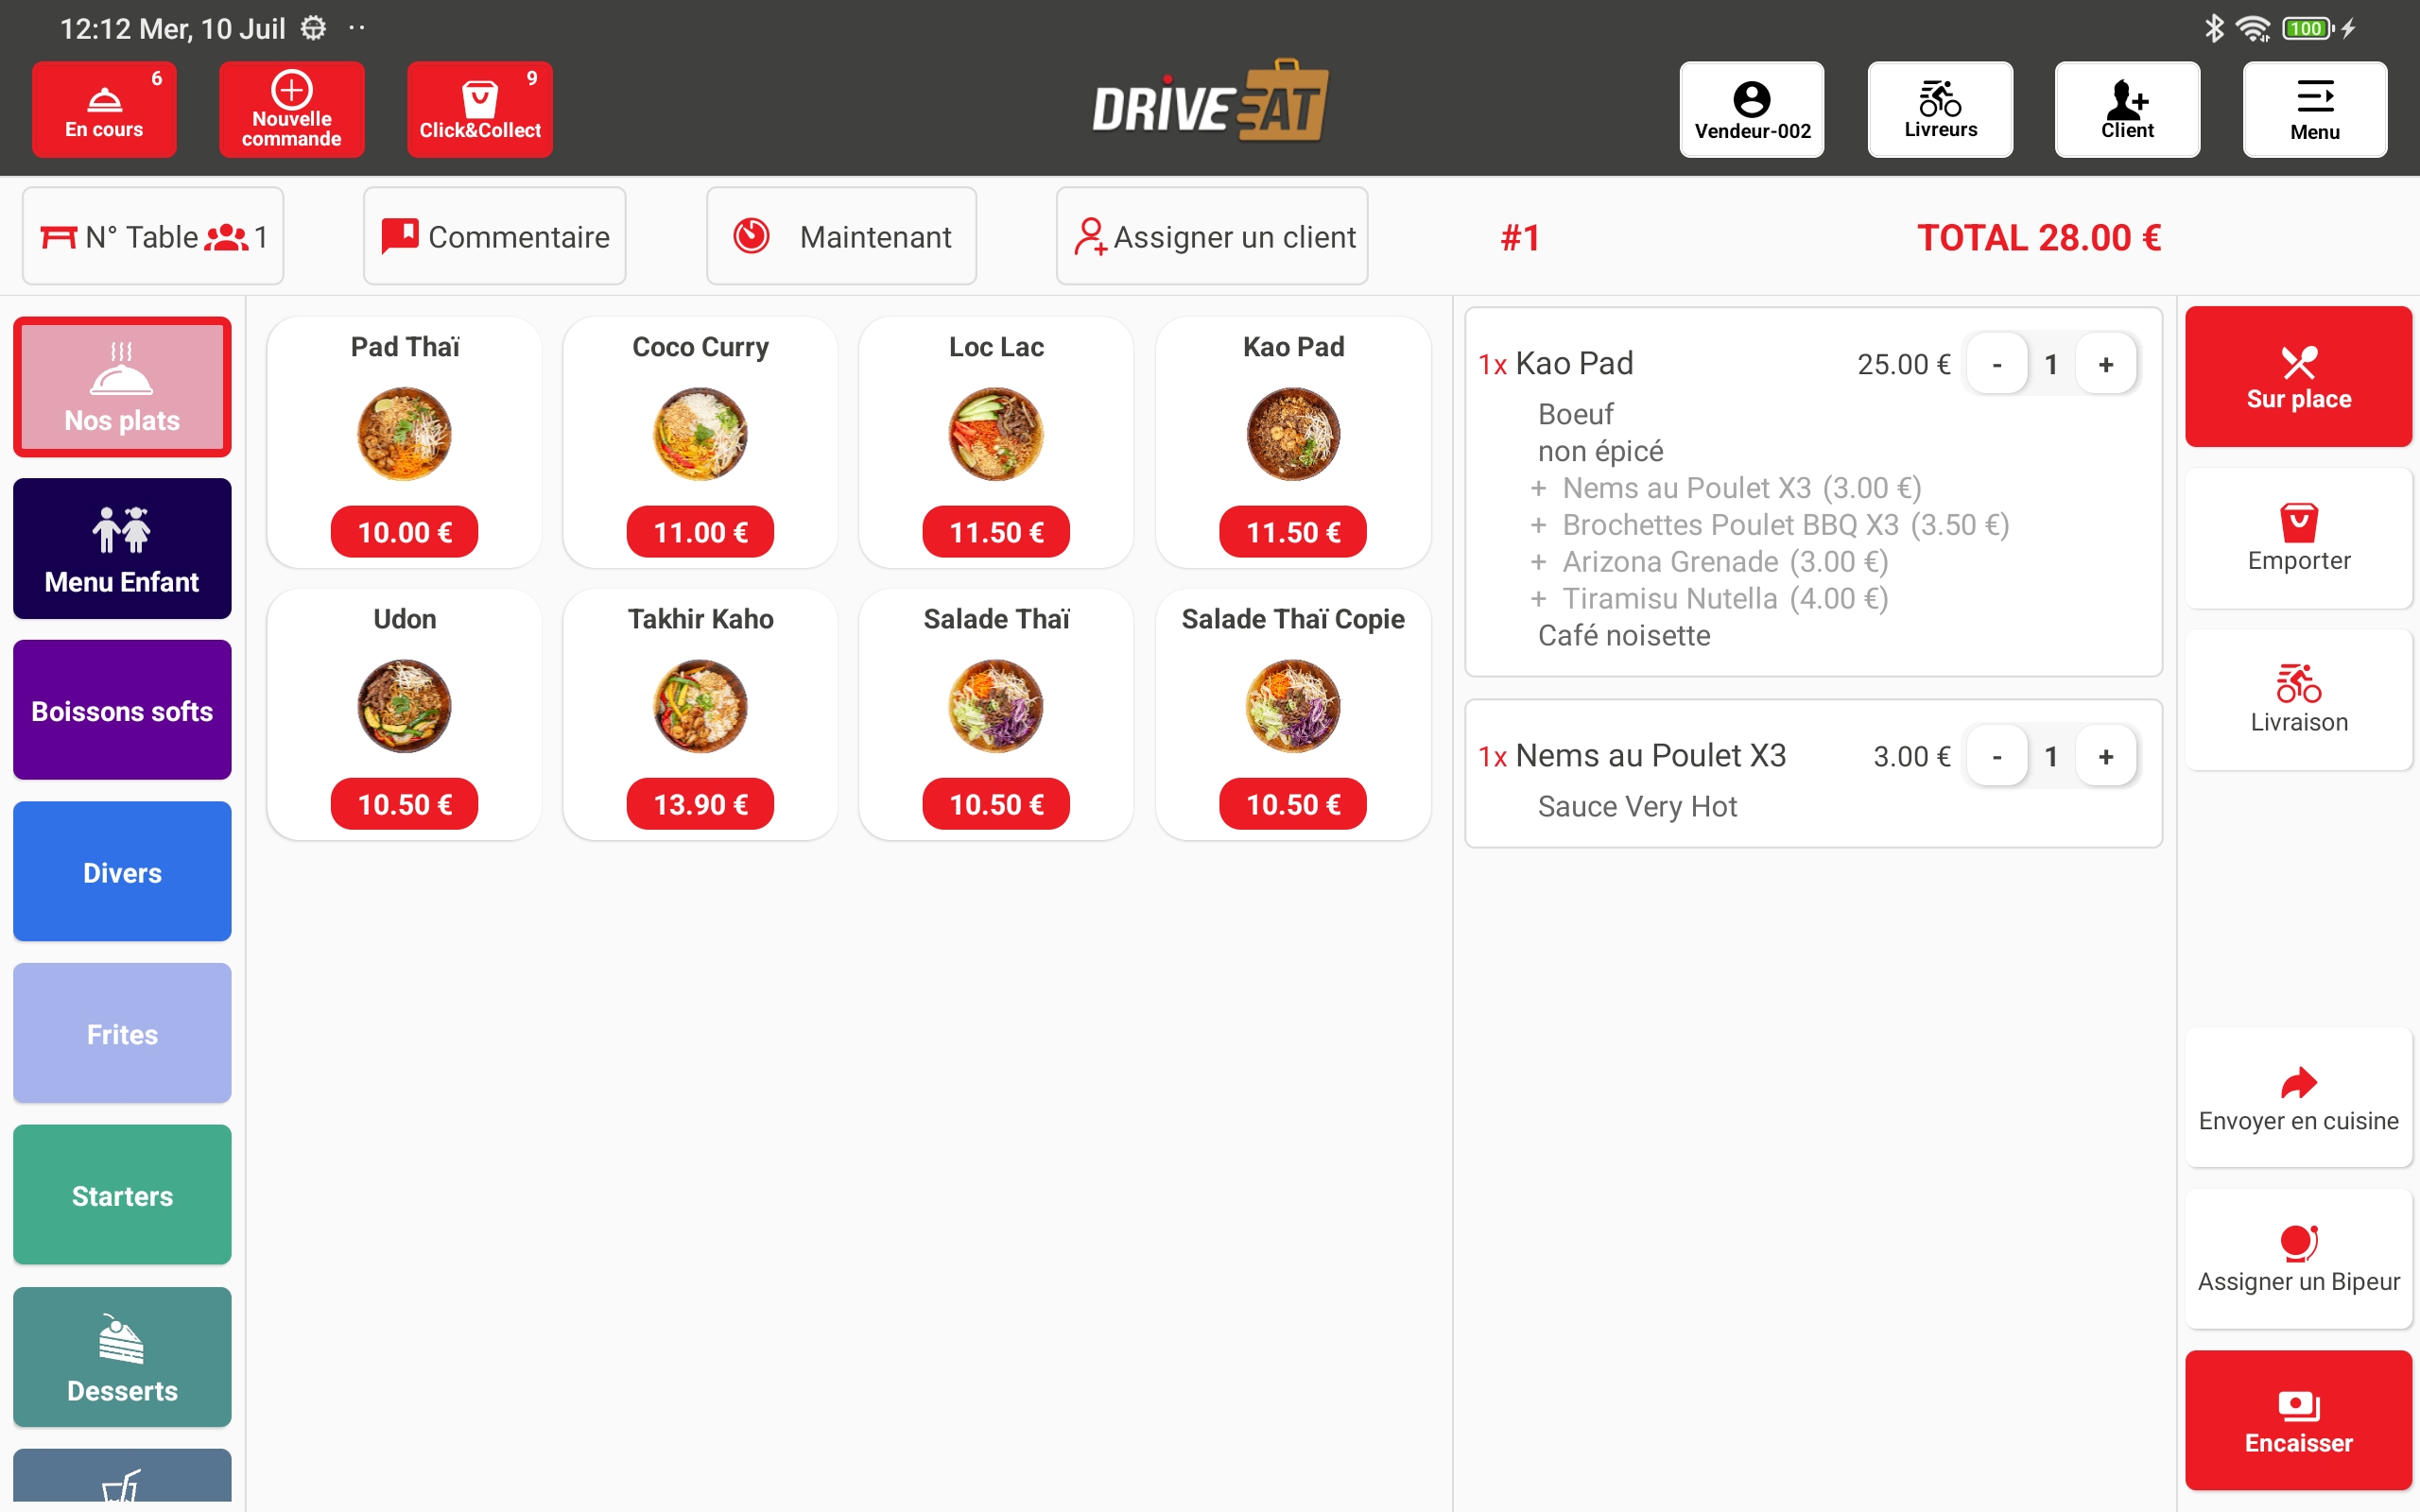 12:12 Mer, 10 Juil
100
6
En cours
Nouvelle
commande
9
Click&Collect
DRIVE EAT
Vendeur-002
Livreurs
Client
Menu
N° Table 1
Commentaire
Maintenant
Assigner un client
#1
TOTAL 28.00 €
Nos plats
Menu Enfant
Boissons softs
Divers
Frites
Starters
Desserts
Pad Thaï
Coco Curry
Loc Lac
Kao Pad
10.00 €
11.00 €
11.50 €
11.50 €
Udon
Takhir Kaho
Salade Thaï
Salade Thaï Copie
10.50 €
13.90 €
10.50 €
10.50 €
1x Kao Pad 25.00 € - 1 +
Boeuf
non épicé
+ Nems au Poulet X3 (3.00 €)
+ Brochettes Poulet BBQ X3 (3.50 €)
+ Arizona Grenade (3.00 €)
+ Tiramisu Nutella (4.00 €)
Café noisette
1x Nems au Poulet X3 3.00 € - 1 +
Sauce Very Hot
Sur place
Emporter
Livraison
Envoyer en cuisine
Assigner un Bipeur
Encaisser